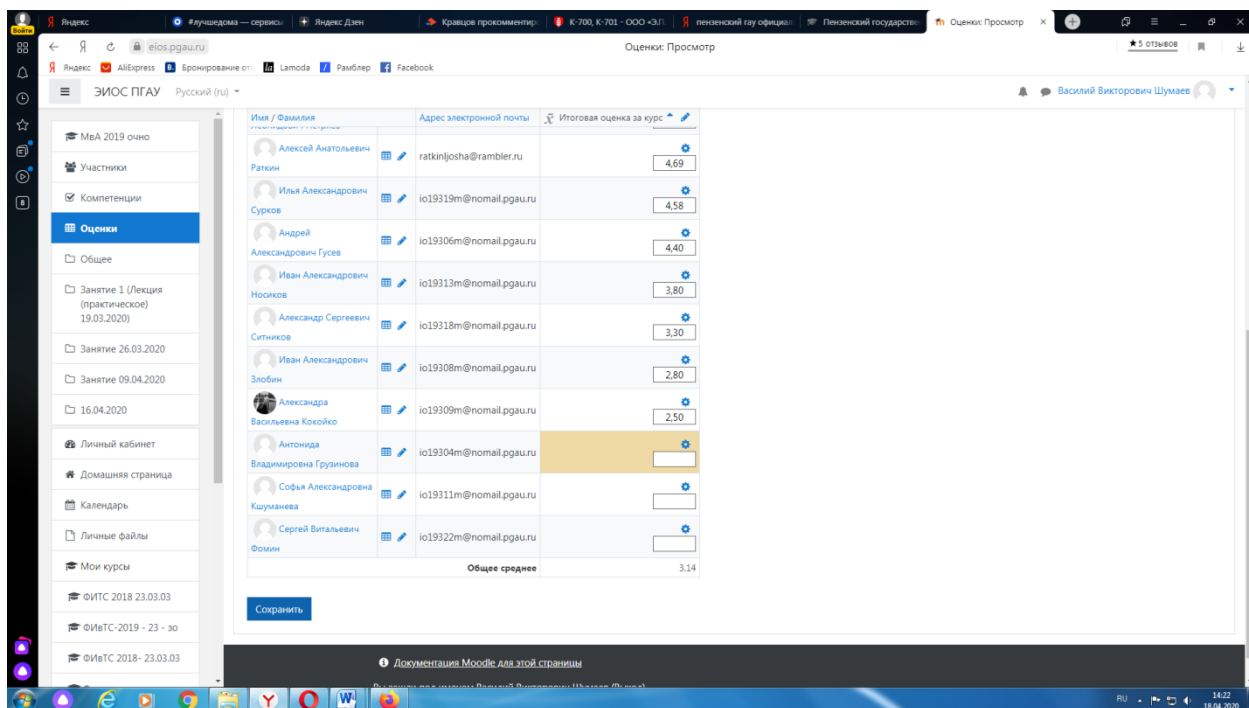 Яндекс
#лучшедома — сервисы
Яндекс Дзен
Кравцов прокомментир
К-700, К-701 - ООО «Э.Л.
пензенский гау официал
Пензенский государстве
Оценки: Просмотр
Войти
eios.pgau.ru
Оценки: Просмотр
★5 отзывов
Яндекс
AliExpress
Бронирование от
Lamoda
Рамблер
Facebook
ЭИОС ПГАУ
Русский (ru)
Василий Викторович Шумаев
МвА 2019 очно
Участники
Компетенции
Оценки
Общее
Занятие 1 (Лекция
(практическое)
19.03.2020)
Занятие 26.03.2020
Занятие 09.04.2020
16.04.2020
Личный кабинет
Домашняя страница
Календарь
Личные файлы
Мои курсы
ФИТС 2018 23.03.03
ФИвТС-2019 - 23 - зо
ФИвТС 2018- 23.03.03
Имя / Фамилия
Адрес электронной почты
Итоговая оценка за курс
Алексей Анатольевич
Раткин
ratkinljosha@rambler.ru
4,69
Илья Александрович
Сурков
io19319m@nomail.pgau.ru
4,58
Андрей
Александрович Гусев
io19306m@nomail.pgau.ru
4,40
Иван Александрович
Носиков
io19313m@nomail.pgau.ru
3,80
Александр Сергеевич
Ситников
io19318m@nomail.pgau.ru
3,30
Иван Александрович
Злобин
io19308m@nomail.pgau.ru
2,80
Александра
Васильевна Кокойко
io19309m@nomail.pgau.ru
2,50
Антонида
Владимировна Грузинова
io19304m@nomail.pgau.ru
Софья Александровна
Кшуманева
io19311m@nomail.pgau.ru
Сергей Витальевич
Фомин
io19322m@nomail.pgau.ru
Общее среднее
3,14
Сохранить
Документация Moodle для этой страницы
RU
14:22
18.04.2020